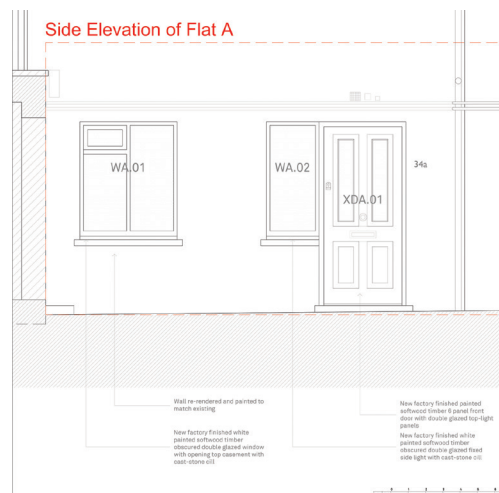 Side Elevation of Flat A
WA.01
WA.02
XDA.01
34a
Wall re-rendered and painted to
match existing
New factory finished white
painted softwood timber
obscured double glazed window
with opening top casement with
cast-stone cill
New factory finished painted
softwood timber 6 panel front
door with double glazed top-light
panels
New factory finished white
painted softwood timber
obscured double glazed fixed
side light with cast-stone cill